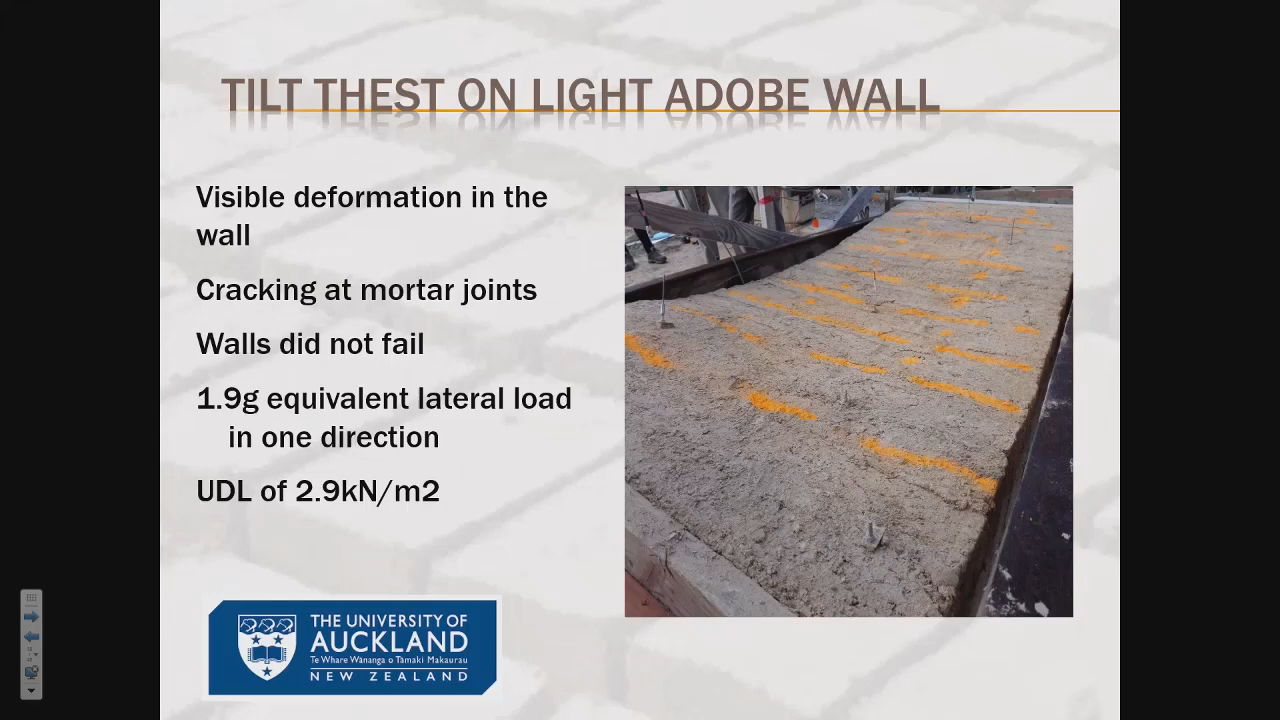 TILT THEST ON LIGHT ADOBE WALL
Visible deformation in the
wall
Cracking at mortar joints
Walls did not fail
1.9g equivalent lateral load
in one direction
UDL of 2.9kN/m2
THE UNIVERSITY OF
AUCKLAND
Te Whare Wānanga o Tāmaki Makaurau
NEW ZEALAND